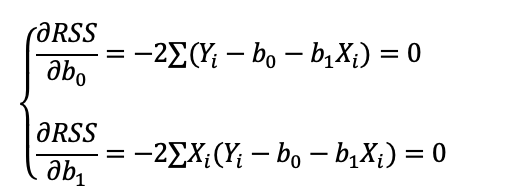 ∂RSS/∂b₀ = −2∑(Yᵢ − b₀ − b₁Xᵢ) = 0
∂RSS/∂b₁ = −2∑Xᵢ(Yᵢ − b₀ − b₁Xᵢ) = 0